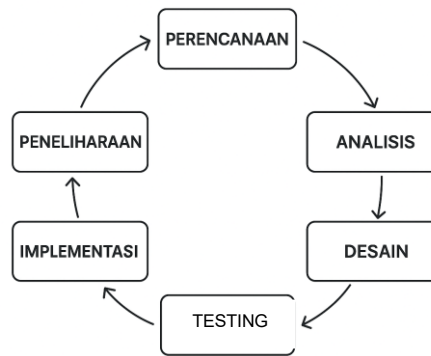 PERENCANAAN
ANALISIS
DESAIN
TESTING
IMPLEMENTASI
PENELIHARAAN